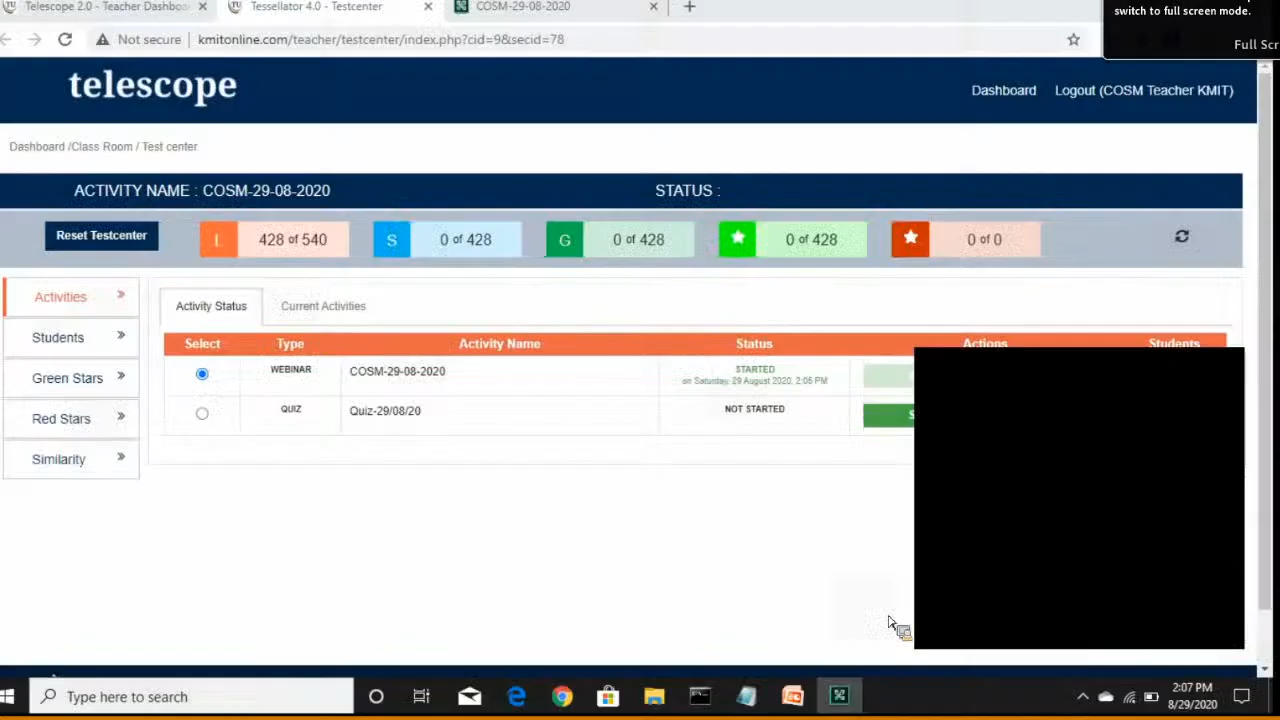 Telescope 2.0 - Teacher Dashboa
Tessellator 4.0 - Testcenter
COSM-29-08-2020
switch to full screen mode.
Full Scr
Not secure
kmitonline.com/teacher/testcenter/index.php?cid=9&secid=78
telescope
Dashboard
Logout (COSM Teacher KMIT)
Dashboard /Class Room / Test center
ACTIVITY NAME : COSM-29-08-2020
STATUS :
Reset Testcenter
L
428 of 540
S
0 of 428
G
0 of 428
0 of 428
0 of 0
Activities
Students
Green Stars
Red Stars
Similarity
Activity Status
Current Activities
Select
Type
Activity Name
Status
Actions
Students
WEBINAR
COSM-29-08-2020
STARTED
on Saturday, 29 August 2020, 2:05 PM
QUIZ
Quiz-29/08/20
NOT STARTED
S
Type here to search
2:07 PM
8/29/2020